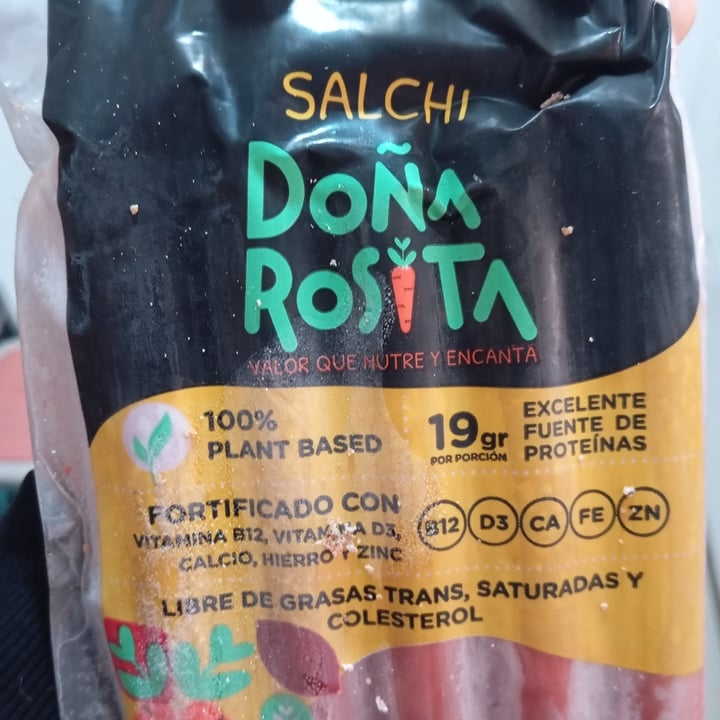 SALCHI
DOÑA
ROSITA
VALOR QUE NUTRE Y ENCANTA
100%
PLANT BASED
19gr
POR PORCIÓN
EXCELENTE
FUENTE DE
PROTEÍNAS
FORTIFICADO CON
VITAMINA B12, VITAMINA D3,
CALCIO, HIERRO Y ZINC
B12 D3 CA FE ZN
LIBRE DE GRASAS TRANS, SATURADAS Y
COLESTEROL